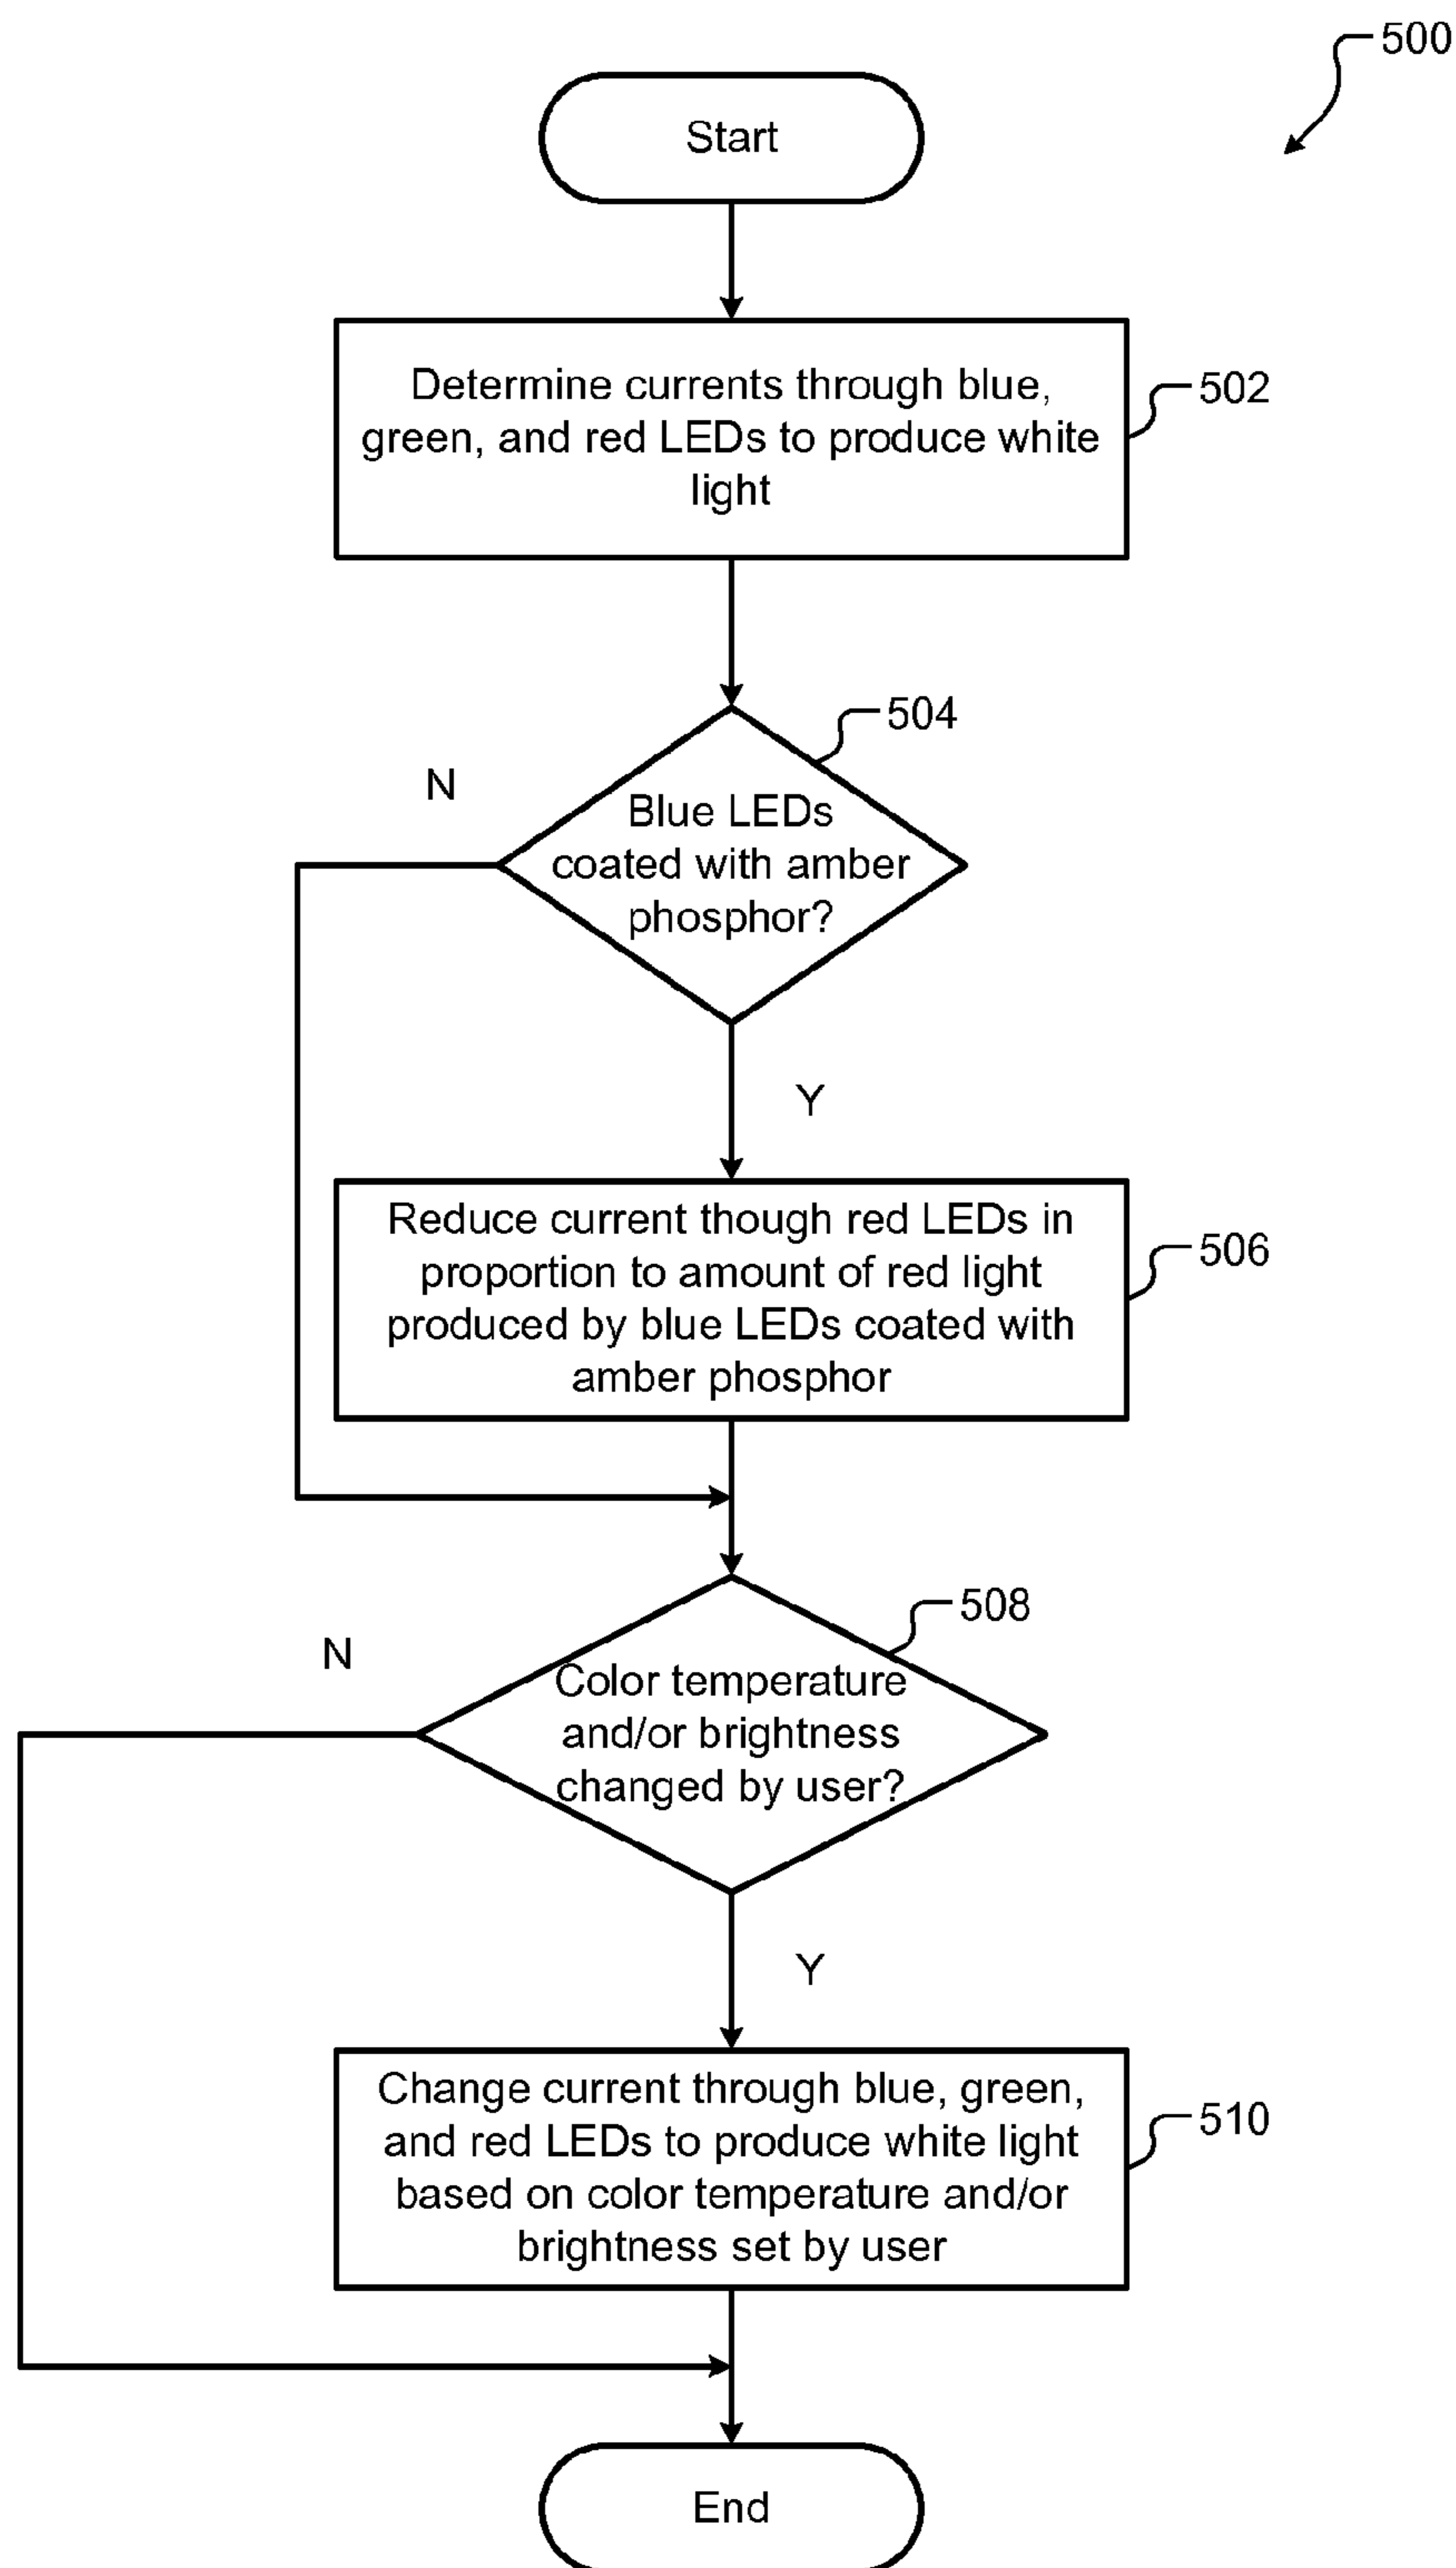 500
Start
Determine currents through blue,
green, and red LEDs to produce white
light
502
504
N
Blue LEDs
coated with amber
phosphor?
Y
Reduce current though red LEDs in
proportion to amount of red light
produced by blue LEDs coated with
amber phosphor
506
508
N
Color temperature
and/or brightness
changed by user?
Y
Change current through blue, green,
and red LEDs to produce white light
based on color temperature and/or
brightness set by user
510
End